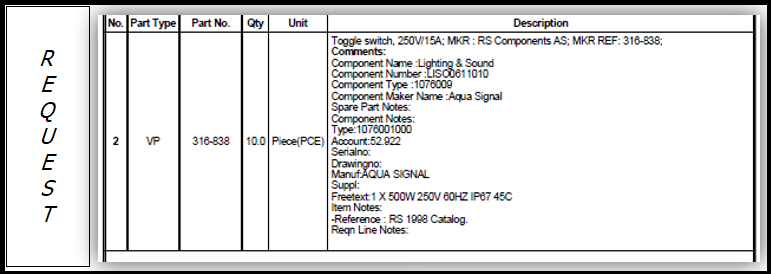 REQUEST
No. Part Type Part No. Qty Unit Description
Toggle switch, 250V/15A; MKR : RS Components AS; MKR REF: 316-838;
Comments:
Component Name :Lighting & Sound
Component Number :LISO0611010
Component Type :1076009
Component Maker Name :Aqua Signal
Spare Part Notes:
Component Notes:
Type:1076001000
2 VP 316-838 10.0 Piece(PCE) Account:52.922
Serialno:
Drawingno:
Manuf:AQUA SIGNAL
Suppl:
Freetext:1 X 500W 250V 60HZ IP67 45C
Item Notes:
-Reference : RS 1998 Catalog.
Reqn Line Notes: